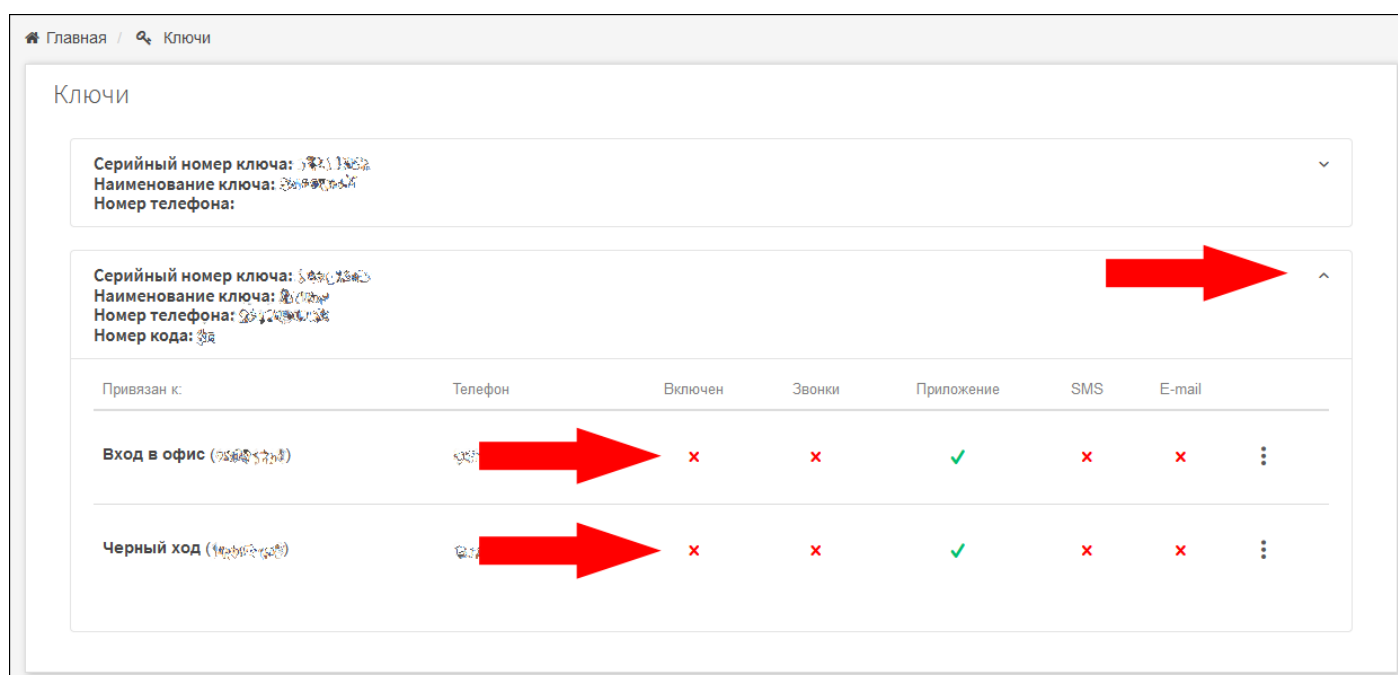 Главная / Ключи
Ключи
Серийный номер ключа:
Наименование ключа:
Номер телефона:
Серийный номер ключа:
Наименование ключа:
Номер телефона:
Номер кода:
Привязан к: Телефон Включен Звонки Приложение SMS E-mail
Вход в офис
Черный ход